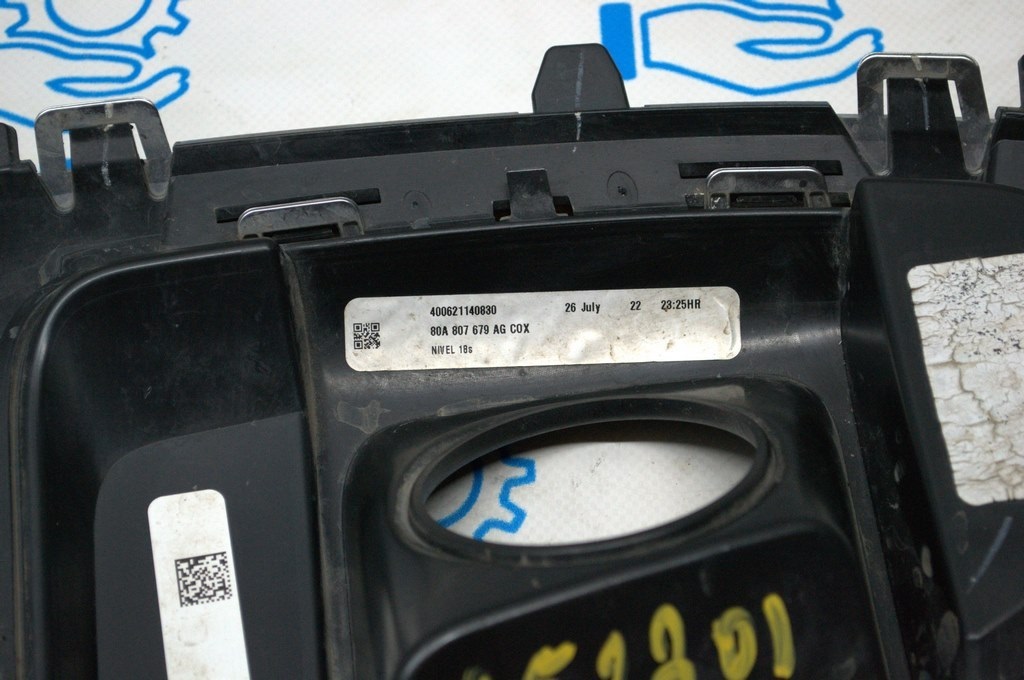 400621140830 26 July 22 23:25HR
80A 807 679 AG COX
NIVEL 18s